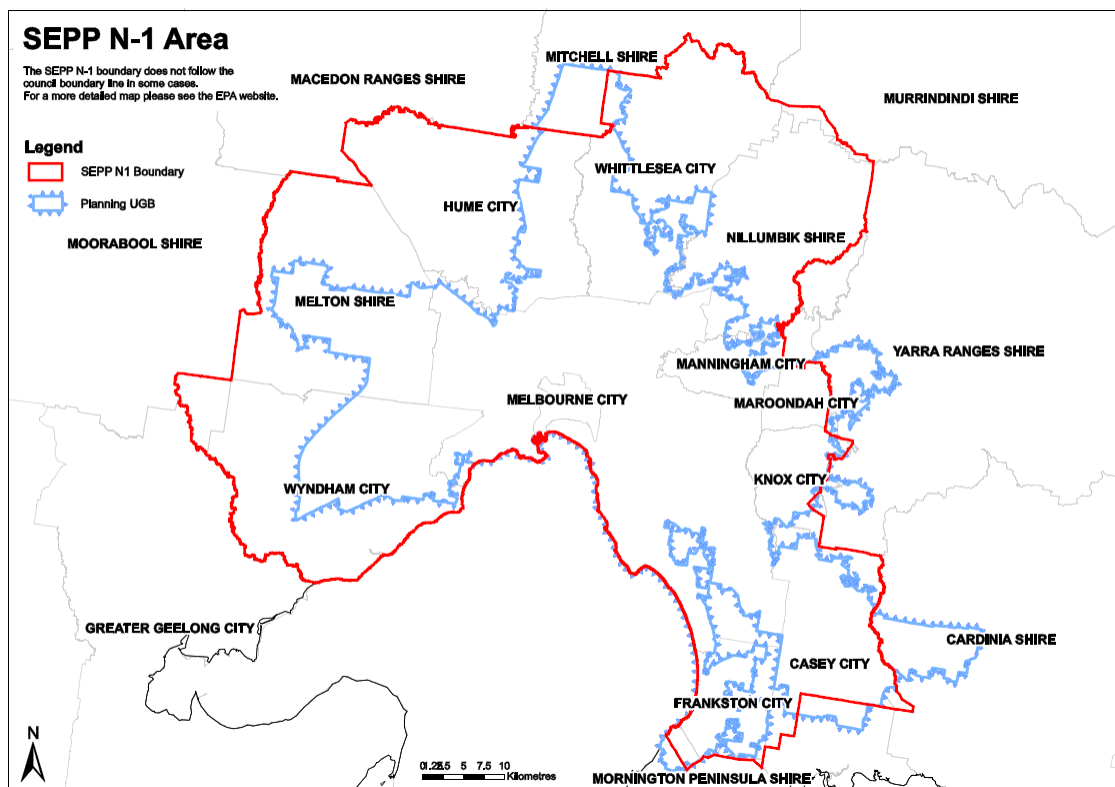 SEPP N-1 Area
The SEPP N-1 boundary does not follow the
council boundary line in some cases.
For a more detailed map please see the EPA website.
Legend
SEPP N1 Boundary
Planning UGB
MITCHELL SHIRE
MACEDON RANGES SHIRE
MURRINDINDI SHIRE
WHITTLESEA CITY
HUME CITY
NILLUMBIK SHIRE
MOORABOOL SHIRE
MELTON SHIRE
YARRA RANGES SHIRE
MANNINGHAM CITY
MELBOURNE CITY
MAROONDAH CITY
KNOX CITY
WYNDHAM CITY
GREATER GEELONG CITY
CARDINIA SHIRE
CASEY CITY
FRANKSTON CITY
N
5 7.5 10
Kilometres
MORNINGTON PENINSULA SHIRE